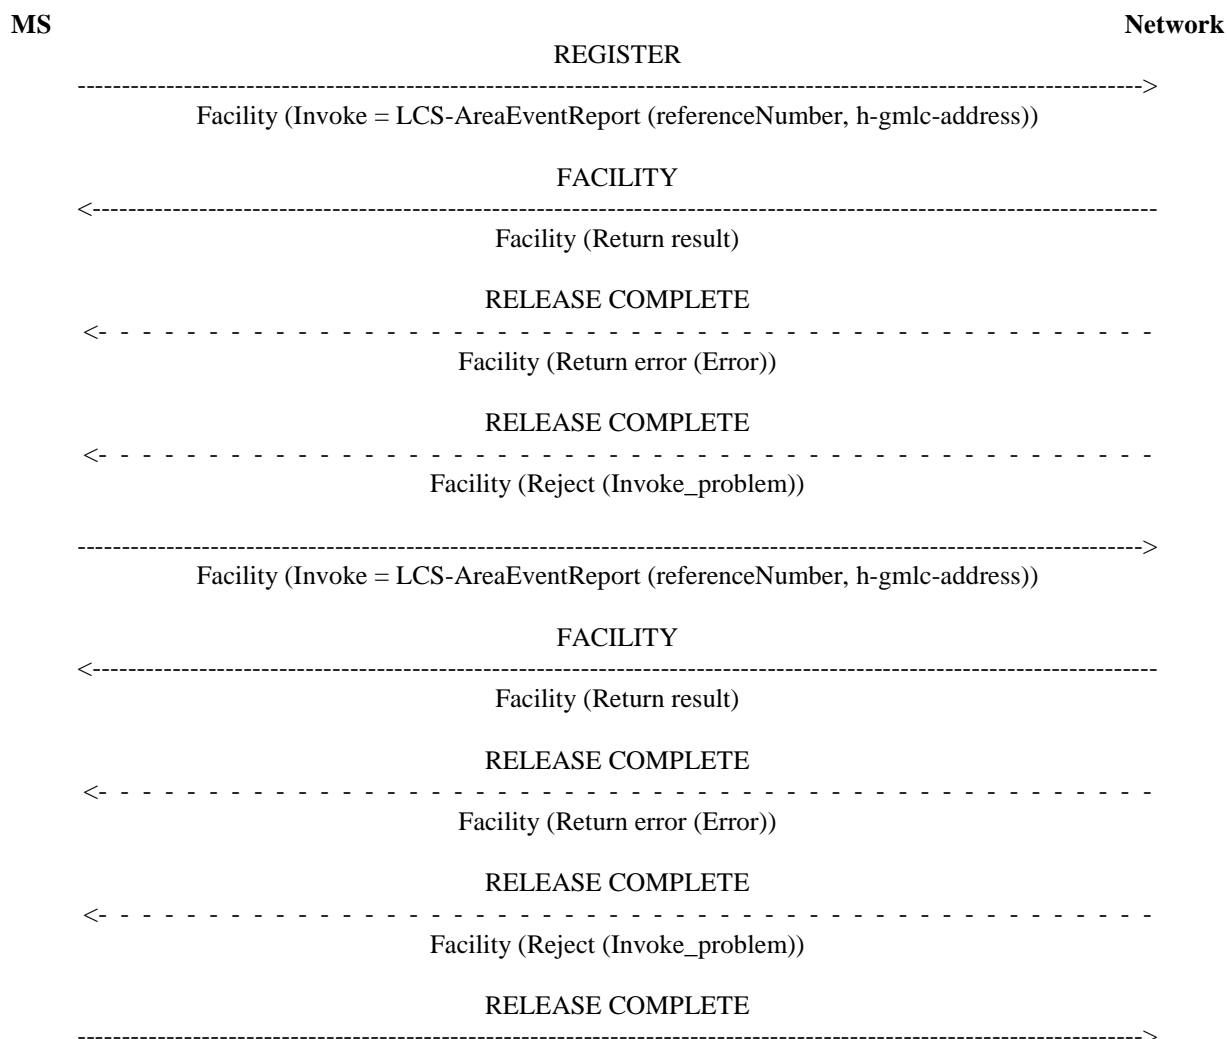 MS Network
REGISTER
------------------------------------------------------------------------------------------------------------------------>
Facility (Invoke = LCS-AreaEventReport (referenceNumber, h-gmlc-address))
FACILITY
<------------------------------------------------------------------------------------------------------------------------
Facility (Return result)
RELEASE COMPLETE
<- - - - - - - - - - - - - - - - - - - - - - - - - - - - - - - - - - - - - - - - - - - - - - - - - - - - - - - - - -
Facility (Return error (Error))
RELEASE COMPLETE
<- - - - - - - - - - - - - - - - - - - - - - - - - - - - - - - - - - - - - - - - - - - - - - - - - - - - - - - - - -
Facility (Reject (Invoke_problem))
------------------------------------------------------------------------------------------------------------------------>
Facility (Invoke = LCS-AreaEventReport (referenceNumber, h-gmlc-address))
FACILITY
<------------------------------------------------------------------------------------------------------------------------
Facility (Return result)
RELEASE COMPLETE
<- - - - - - - - - - - - - - - - - - - - - - - - - - - - - - - - - - - - - - - - - - - - - - - - - - - - - - - - - -
Facility (Return error (Error))
RELEASE COMPLETE
<- - - - - - - - - - - - - - - - - - - - - - - - - - - - - - - - - - - - - - - - - - - - - - - - - - - - - - - - - -
Facility (Reject (Invoke_problem))
RELEASE COMPLETE
------------------------------------------------------------------------------------------------------------------------>